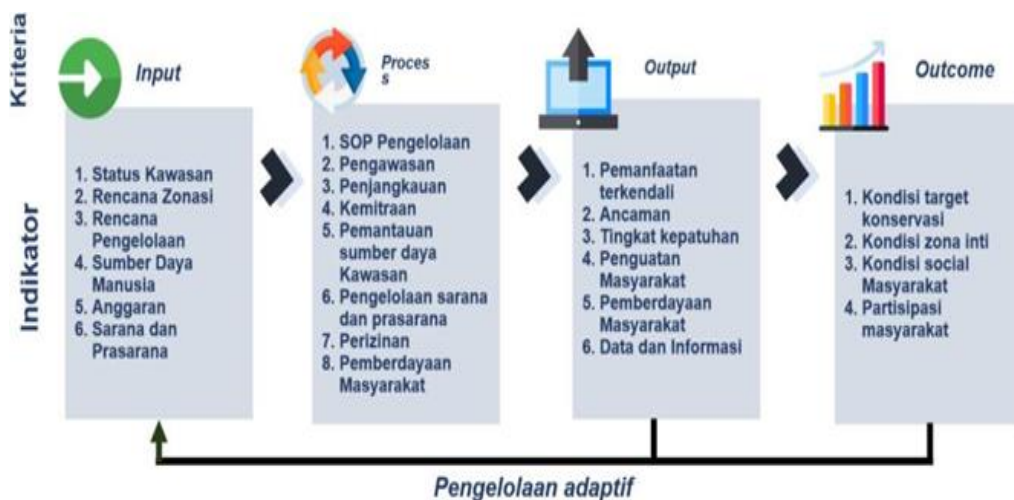 Kriteria
Input
Proces
s
Output
Outcome
Indikator
1. Status Kawasan
2. Rencana Zonasi
3. Rencana
Pengelolaan
4. Sumber Daya
Manusia
5. Anggaran
6. Sarana dan
Prasarana
1. SOP Pengelolaan
2. Pengawasan
3. Penjangkauan
4. Kemitraan
5. Pemantauan
sumber daya
Kawasan
6. Pengelolaan sarana
dan prasarana
7. Perizinan
8. Pemberdayaan
Masyarakat
1. Pemanfaatan
terkendali
2. Ancaman
3. Tingkat kepatuhan
4. Penguatan
Masyarakat
5. Pemberdayaan
Masyarakat
6. Data dan Informasi
1. Kondisi target
konservasi
2. Kondisi zona inti
3. Kondisi social
Masyarakat
4. Partisipasi
masyarakat
Pengelolaan adaptif